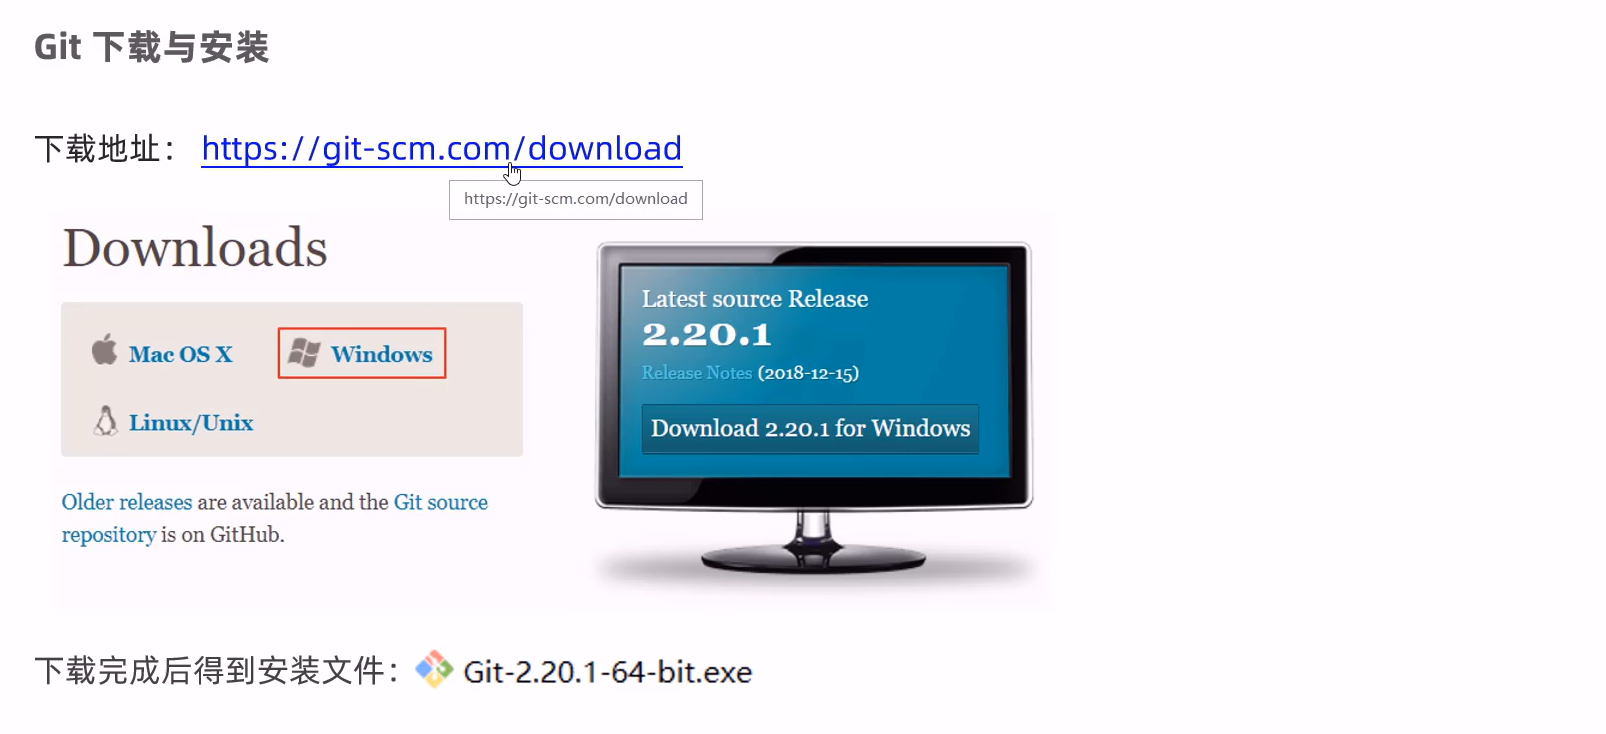 Git 下载与安装
下载地址： https://git-scm.com/download
https://git-scm.com/download
Downloads
Mac OS X
Windows
Linux/Unix
Older releases are available and the Git source
repository is on GitHub.
Latest source Release
2.20.1
Release Notes (2018-12-15)
Download 2.20.1 for Windows
下载完成后得到安装文件： Git-2.20.1-64-bit.exe